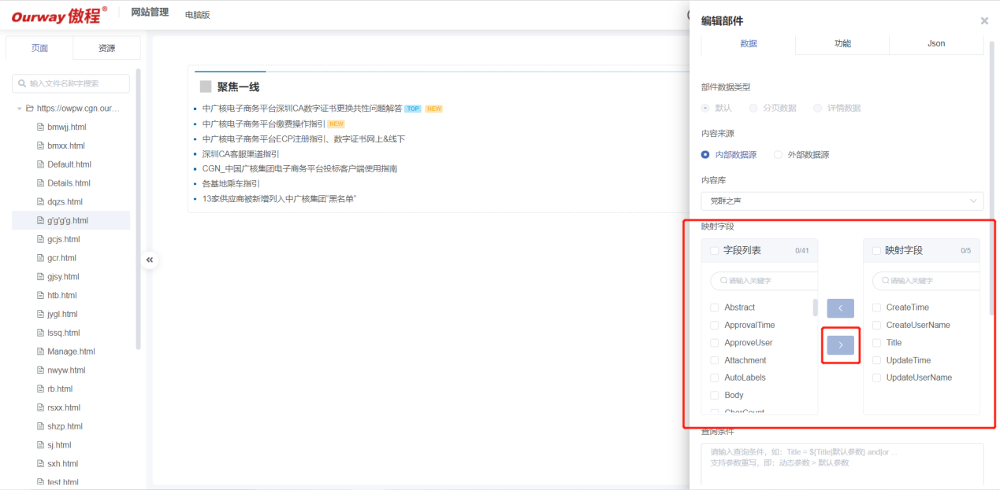 Ourway 傲程®
网站管理
电脑版
页面
资源
输入文件名称字搜索
https://owpw.cgn.our...
bmwjj.html
bmxx.html
Default.html
Details.html
dqzs.html
g'g'g'g.html
gcjs.html
gcr.html
gjsy.html
htb.html
jygl.html
lssq.html
Manage.html
nwyw.html
rb.html
rsxx.html
shzp.html
sj.html
sxh.html
test.html
聚焦一线
中广核电子商务平台深圳CA数字证书更换共性问题解答 TOP NEW
中广核电子商务平台缴费操作指引 NEW
中广核电子商务平台ECP注册指引、数字证书网上&线下
深圳CA客服渠道指引
CGN_中国广核集团电子商务平台投标客户端使用指南
各基地乘车指引
13家供应商被新增列入中广核集团"黑名单"
编辑部件
数据
功能
Json
部件数据类型
默认
分页数据
详情数据
内容来源
内部数据源
外部数据源
内容库
党群之声
映射字段
字段列表 0/41
请输入关键字
Abstract
ApprovalTime
ApproveUser
Attachment
AutoLabels
Body
CharCount
映射字段 0/5
请输入关键字
CreateTime
CreateUserName
Title
UpdateTime
UpdateUserName
查询条件
请输入查询条件，如：Title = ${Title|默认参数} and|or ...
支持参数重写，即：动态参数 > 默认参数